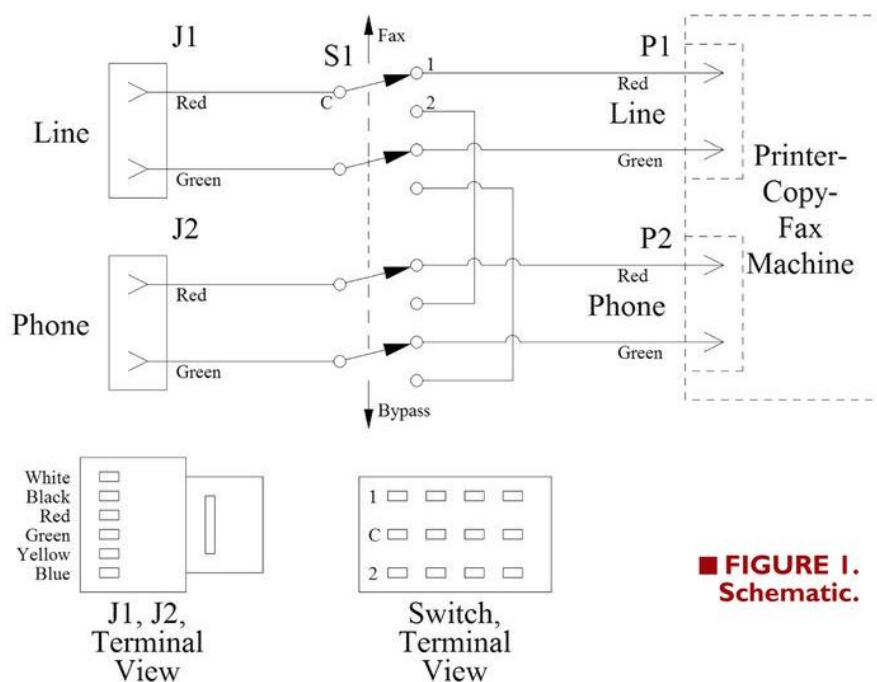 J1
S1
Fax
P1
1
Red
C
2
Red
Line
Line
Green
Green
Printer-
Copy-
Fax
Machine
J2
P2
Red
Red
Phone
Phone
Green
Green
Bypass
White
Black
Red
Green
Yellow
Blue
J1, J2,
Terminal
View
1
C
2
Switch,
Terminal
View
■ FIGURE 1.
Schematic.